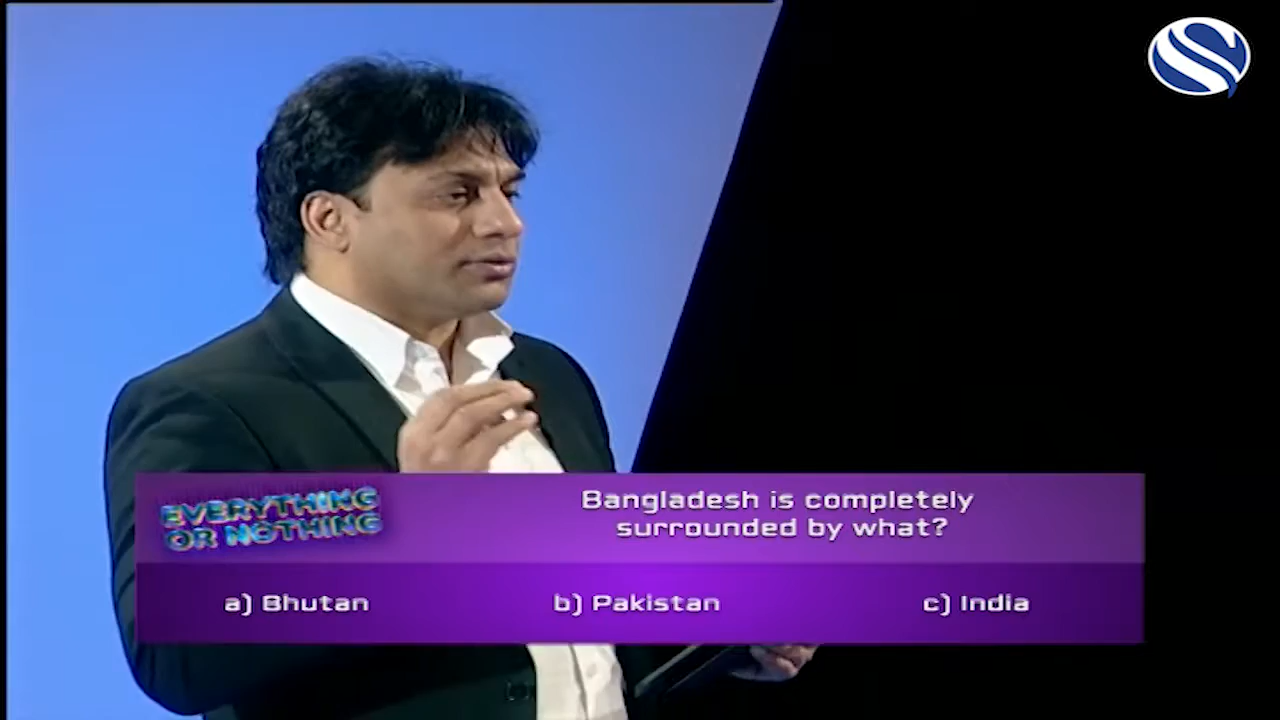 EVERYTHING
OR NOTHING
Bangladesh is completely
surrounded by what?
a) Bhutan
b) Pakistan
c) India